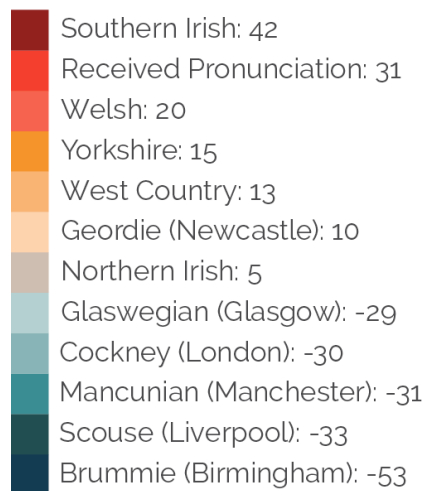 Southern Irish: 42
Received Pronunciation: 31
Welsh: 20
Yorkshire: 15
West Country: 13
Geordie (Newcastle): 10
Northern Irish: 5
Glaswegian (Glasgow): -29
Cockney (London): -30
Mancunian (Manchester): -31
Scouse (Liverpool): -33
Brummie (Birmingham): -53